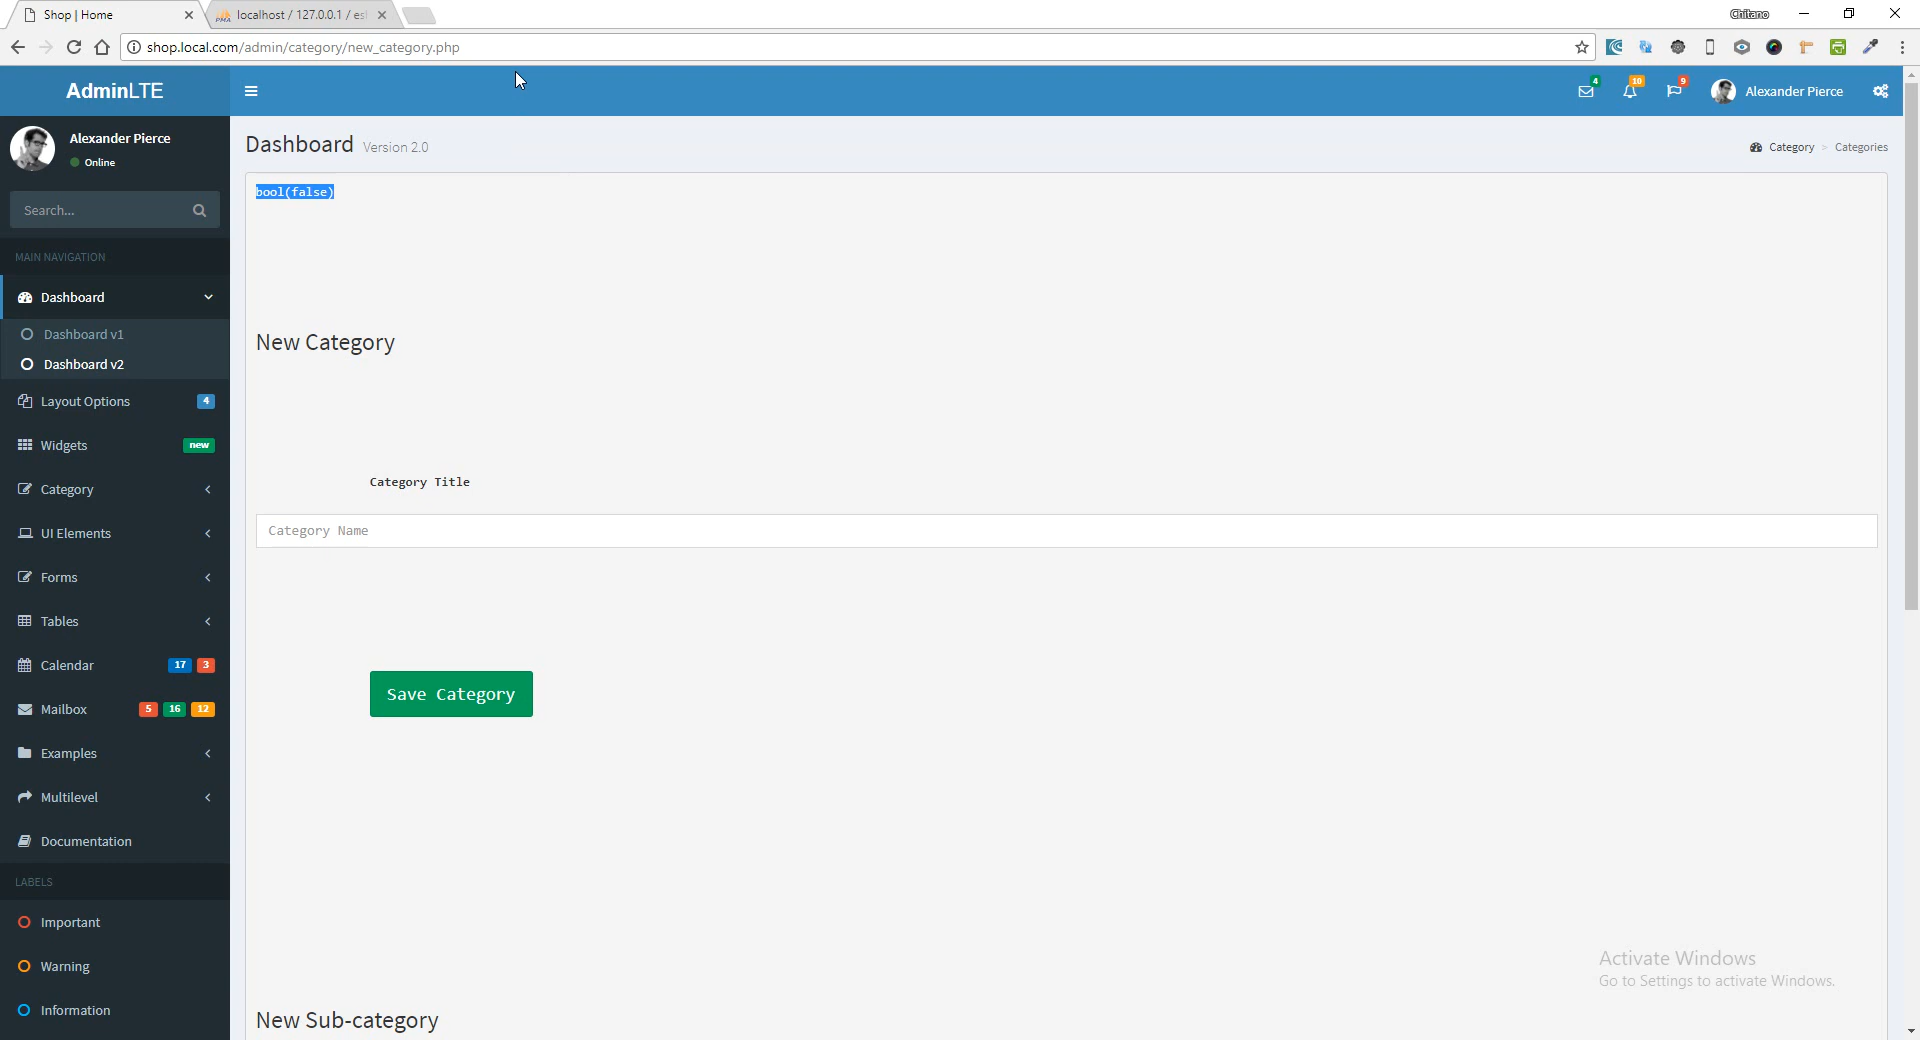 Shop | Home
localhost / 127.0.0.1 / es
Chitano
shop.local.com/admin/category/new_category.php
AdminLTE
4
10
9
Alexander Pierce
Alexander Pierce
Online
Dashboard Version 2.0
Category > Categories
bool(false)
Search...
MAIN NAVIGATION
Dashboard
Dashboard v1
Dashboard v2
Layout Options 4
Widgets new
Category
UI Elements
Forms
Tables
Calendar 17 3
Mailbox 5 16 12
Examples
Multilevel
Documentation
LABELS
Important
Warning
Information
New Category
Category Title
Category Name
Save Category
New Sub-category
Activate Windows
Go to Settings to activate Windows.